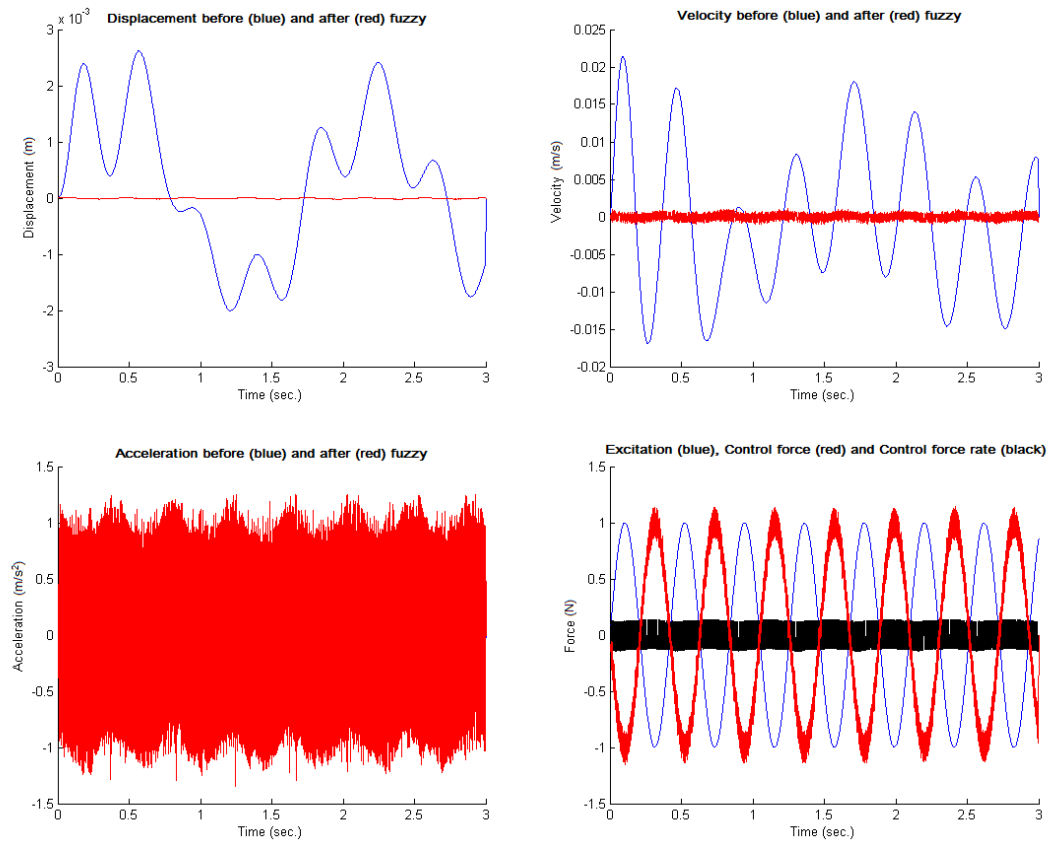 Displacement before (blue) and after (red) fuzzy
× 10⁻³
3
2
1
0
-1
-2
-3
Displacement (m)
0 0.5 1 1.5 2 2.5 3
Time (sec.)
Velocity before (blue) and after (red) fuzzy
0.025
0.02
0.015
0.01
0.005
0
-0.005
-0.01
-0.015
-0.02
Velocity (m/s)
0 0.5 1 1.5 2 2.5 3
Time (sec.)
Acceleration before (blue) and after (red) fuzzy
1.5
1
0.5
0
-0.5
-1
-1.5
Acceleration (m/s²)
0 0.5 1 1.5 2 2.5 3
Time (sec.)
Excitation (blue), Control force (red) and Control force rate (black)
1.5
1
0.5
0
-0.5
-1
-1.5
Force (N)
0 0.5 1 1.5 2 2.5 3
Time (sec.)